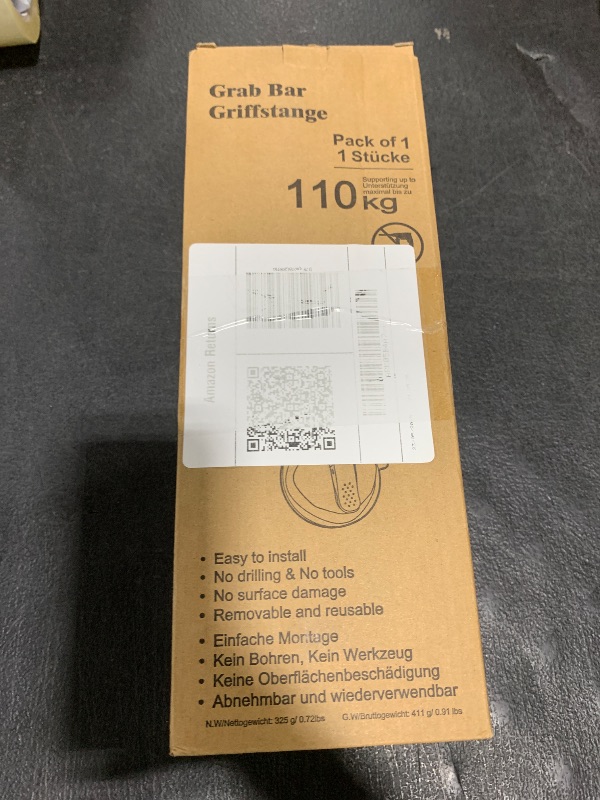 Grab Bar
Griffstange
Pack of 1
1 Stücke
110
Supporting up to
Unterstützung
maximal bis zu
kg
Amazon Returns
• Easy to install
• No drilling & No tools
• No surface damage
• Removable and reusable
• Einfache Montage
• Kein Bohren, Kein Werkzeug
• Keine Oberflächenbeschädigung
• Abnehmbar und wiederverwendbar
N.W/Nettogewicht: 325 g/ 0.72lbs G.W/Bruttogewicht: 411 g/ 0.91 lbs